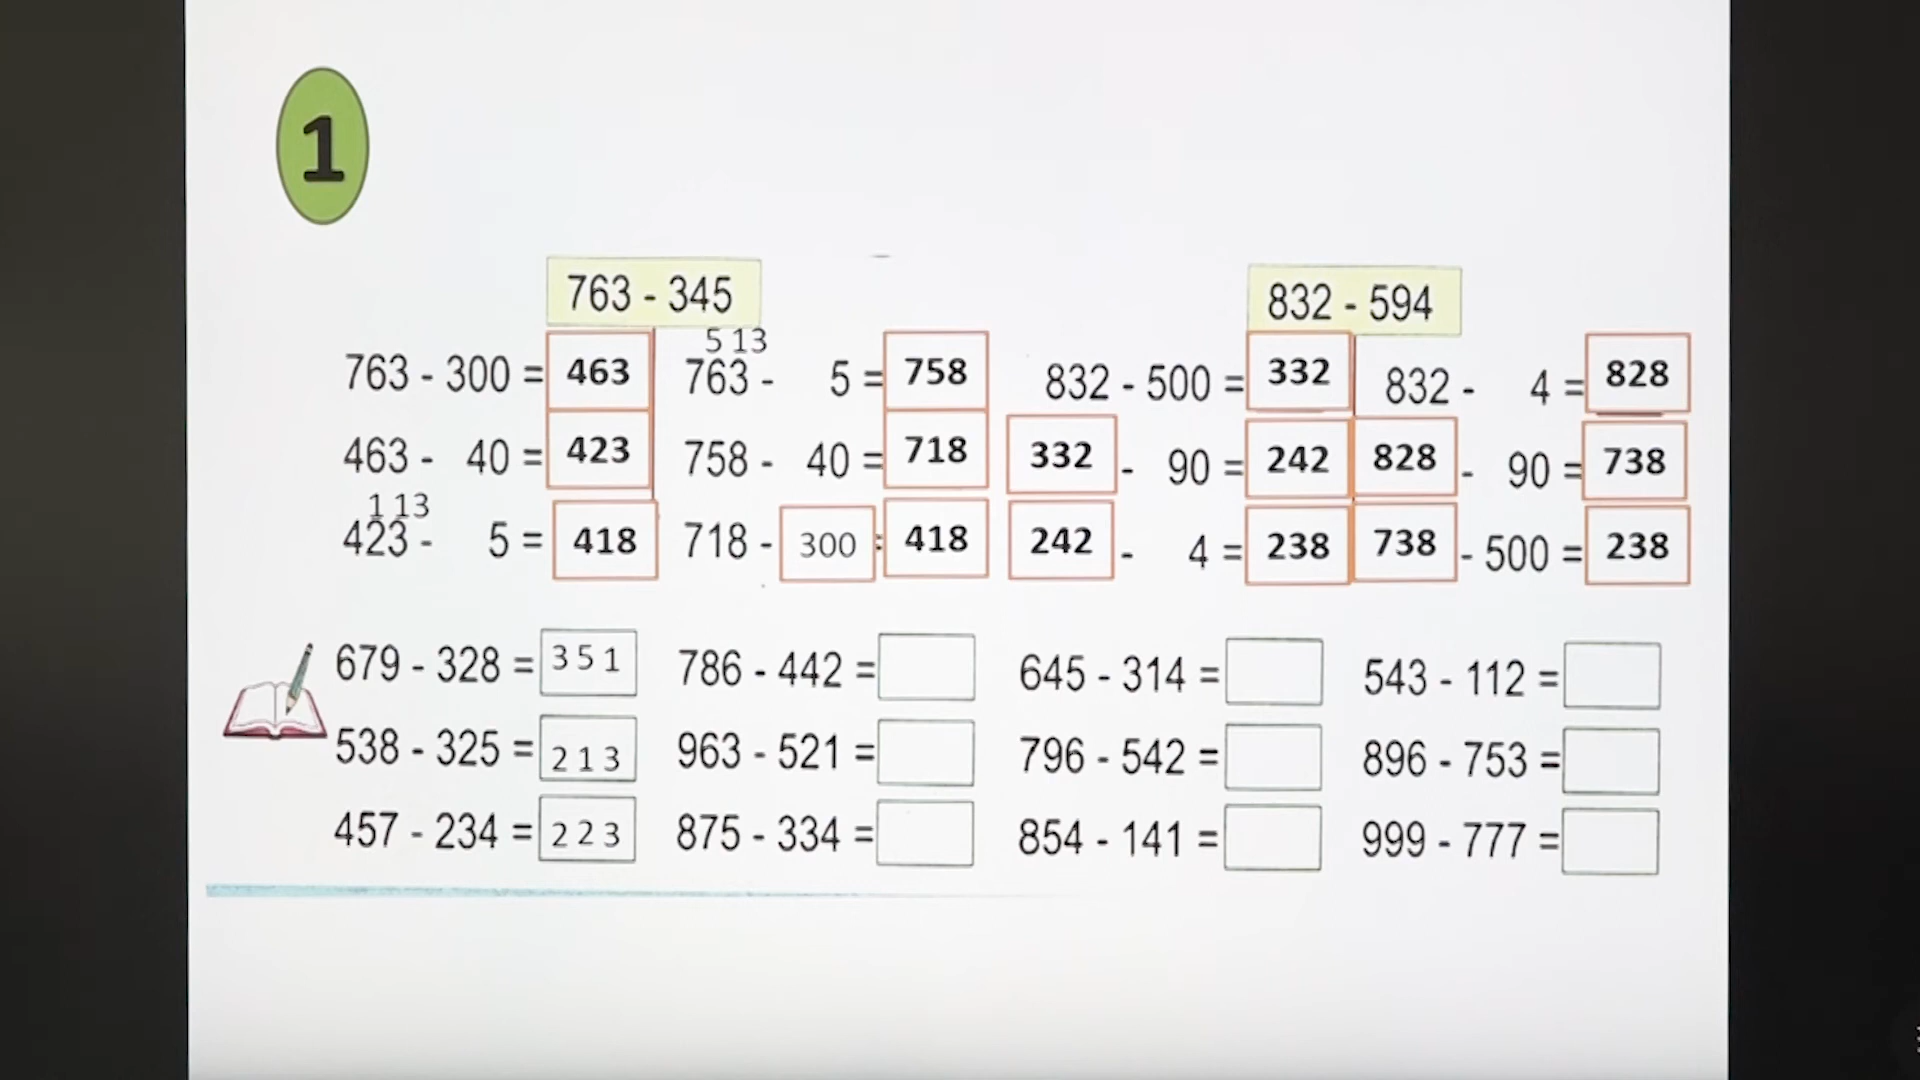 1
763 - 345 832 - 594
5 13
763 - 300 = 463 763 - 5 = 758 832 - 500 = 332 832 - 4 = 828
463 - 40 = 423 758 - 40 = 718 332 - 90 = 242 828 - 90 = 738
1 13
423 - 5 = 418 718 - 300 = 418 242 - 4 = 238 738 - 500 = 238
679 - 328 = 351 786 - 442 = 645 - 314 = 543 - 112 =
538 - 325 = 213 963 - 521 = 796 - 542 = 896 - 753 =
457 - 234 = 223 875 - 334 = 854 - 141 = 999 - 777 =